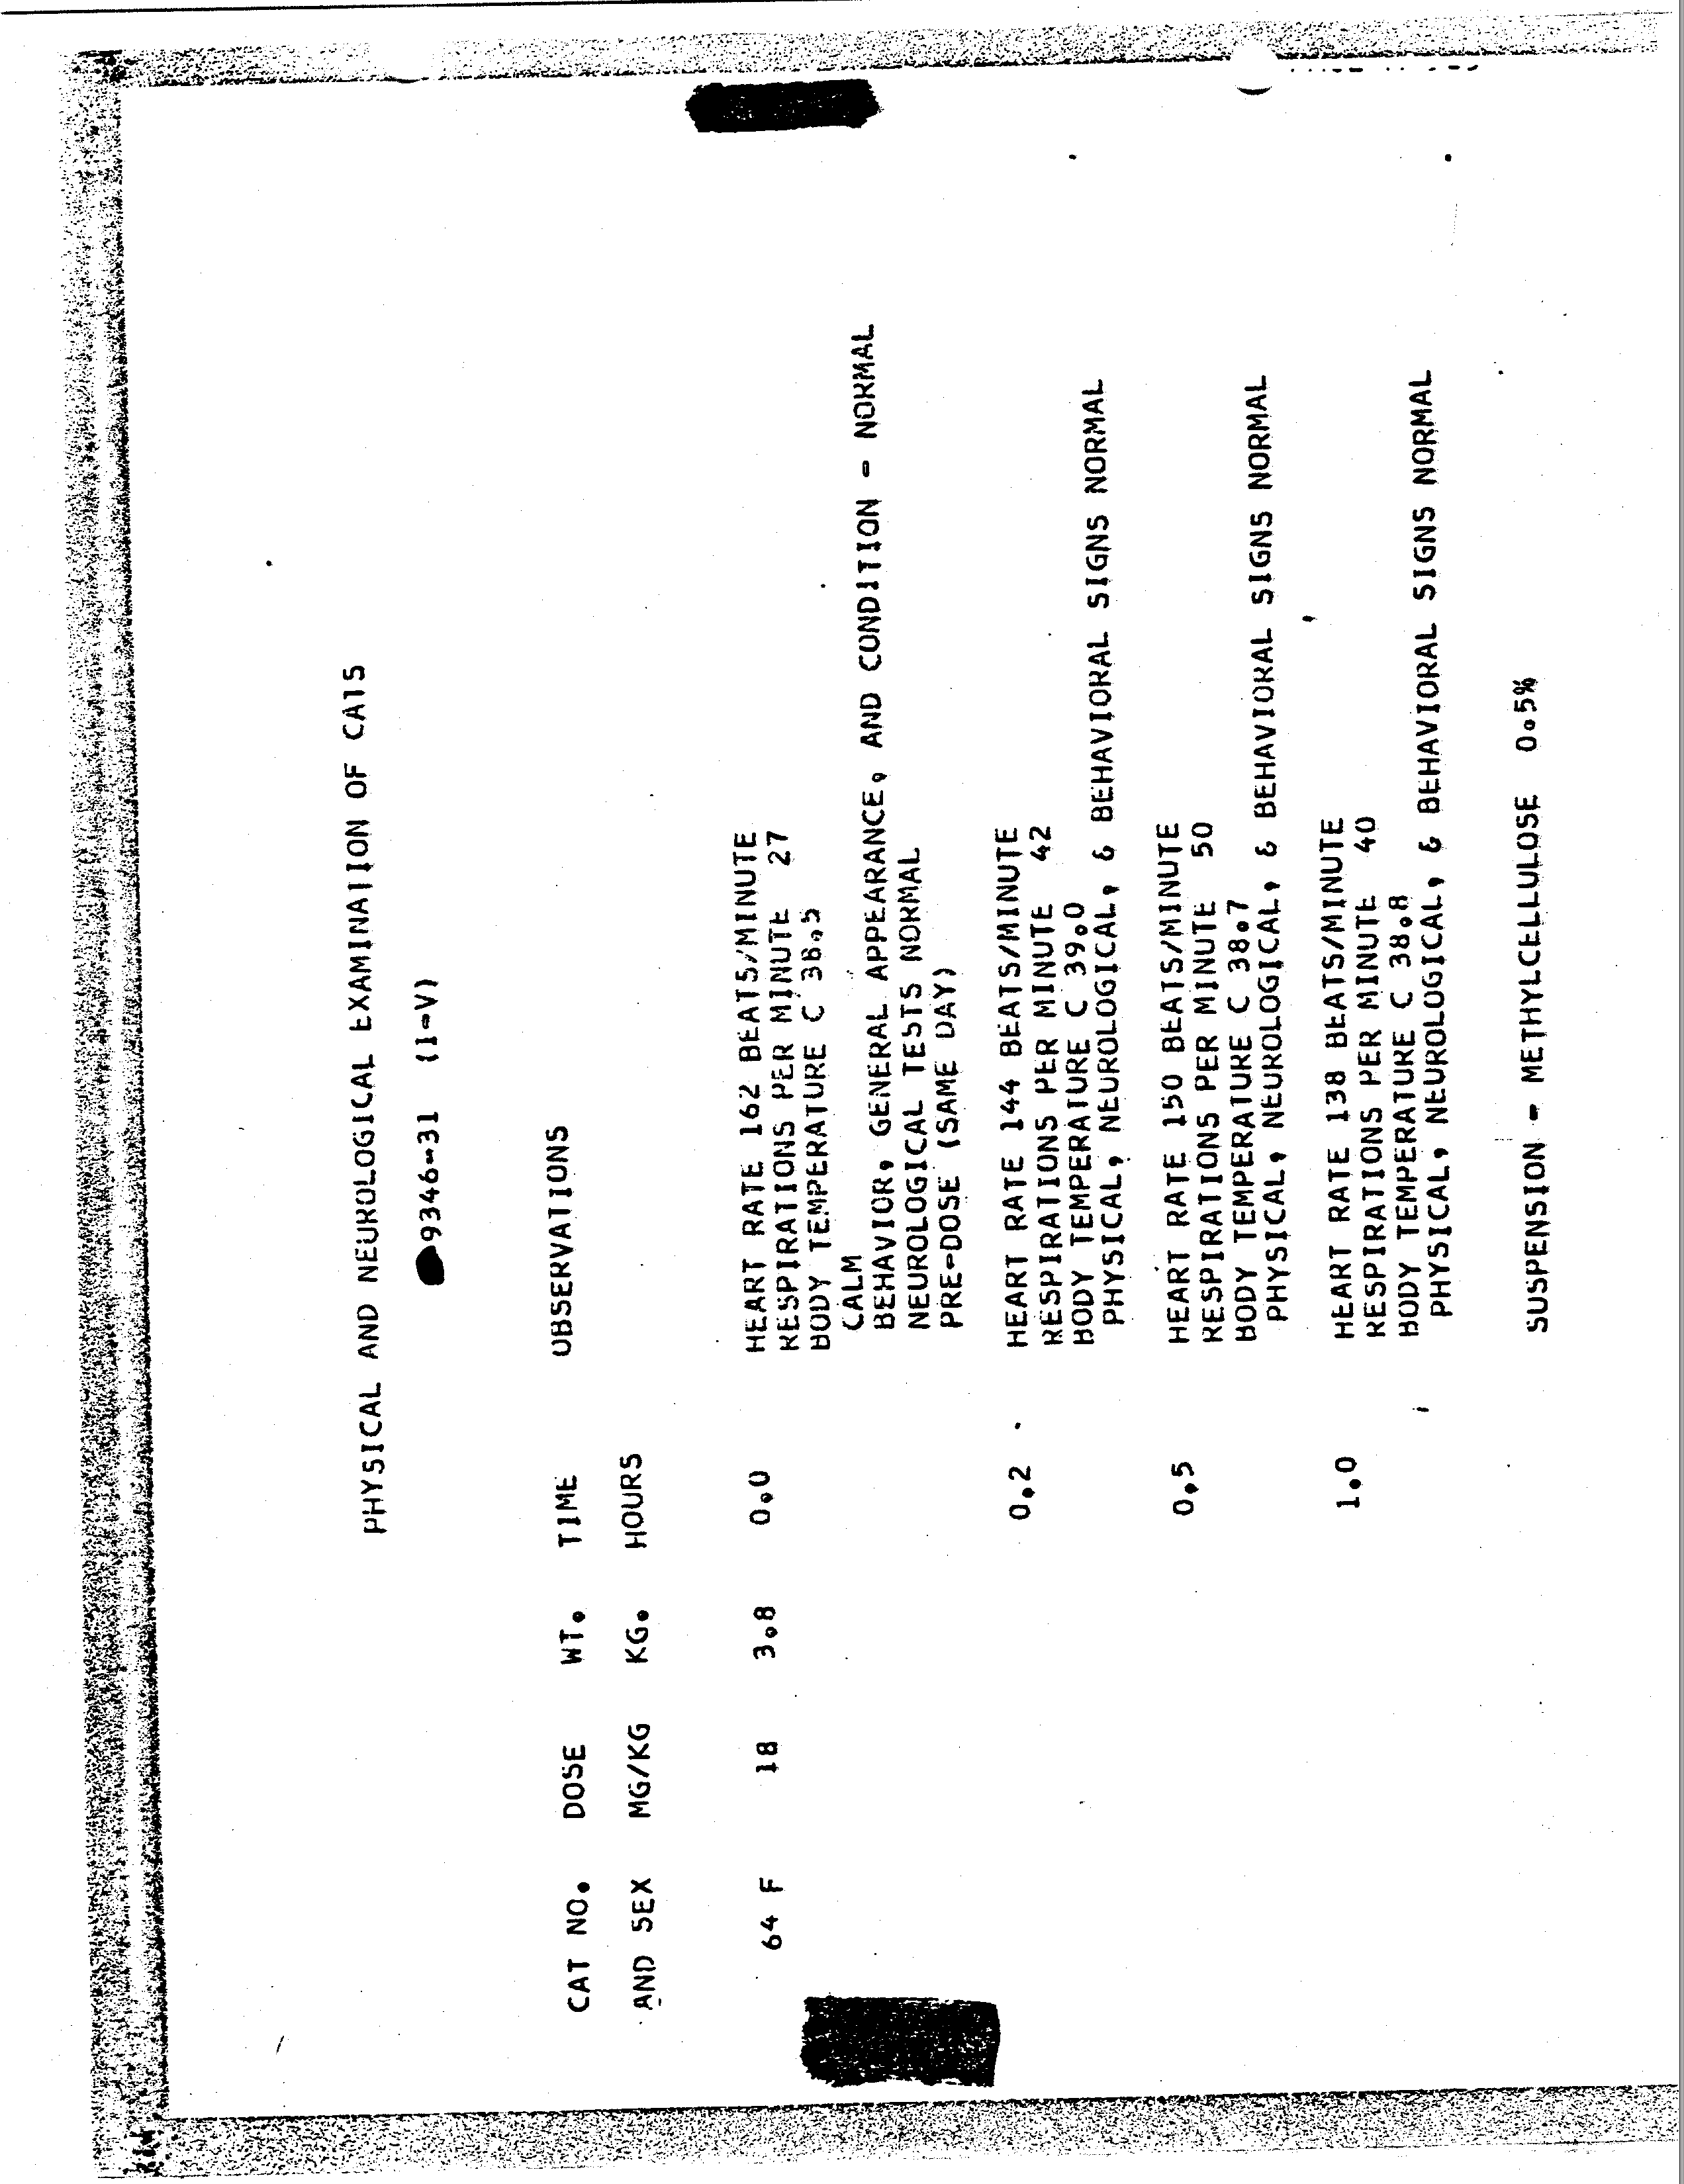 PHYSICAL AND NEUROLOGICAL EXAMINATION OF CATS
9346-31 (I-V)
CAT NO. DOSE WT. TIME OBSERVATIONS
AND SEX MG/KG KG. HOURS
64 F 18 3.8 0.0 HEART RATE 162 BEATS/MINUTE
RESPIRATIONS PER MINUTE 27
BODY TEMPERATURE C 38.5
CALM
BEHAVIOR, GENERAL APPEARANCE, AND CONDITION - NORMAL
NEUROLOGICAL TESTS NORMAL
PRE-DOSE (SAME DAY)
0.2 HEART RATE 144 BEATS/MINUTE
RESPIRATIONS PER MINUTE 42
BODY TEMPERATURE C 39.0
PHYSICAL, NEUROLOGICAL, & BEHAVIORAL SIGNS NORMAL
0.5 HEART RATE 150 BEATS/MINUTE
RESPIRATIONS PER MINUTE 50
BODY TEMPERATURE C 38.7
PHYSICAL, NEUROLOGICAL, & BEHAVIORAL SIGNS NORMAL
1.0 HEART RATE 138 BEATS/MINUTE
RESPIRATIONS PER MINUTE 40
BODY TEMPERATURE C 38.8
PHYSICAL, NEUROLOGICAL, & BEHAVIORAL SIGNS NORMAL
SUSPENSION - METHYLCELLULOSE 0.5%